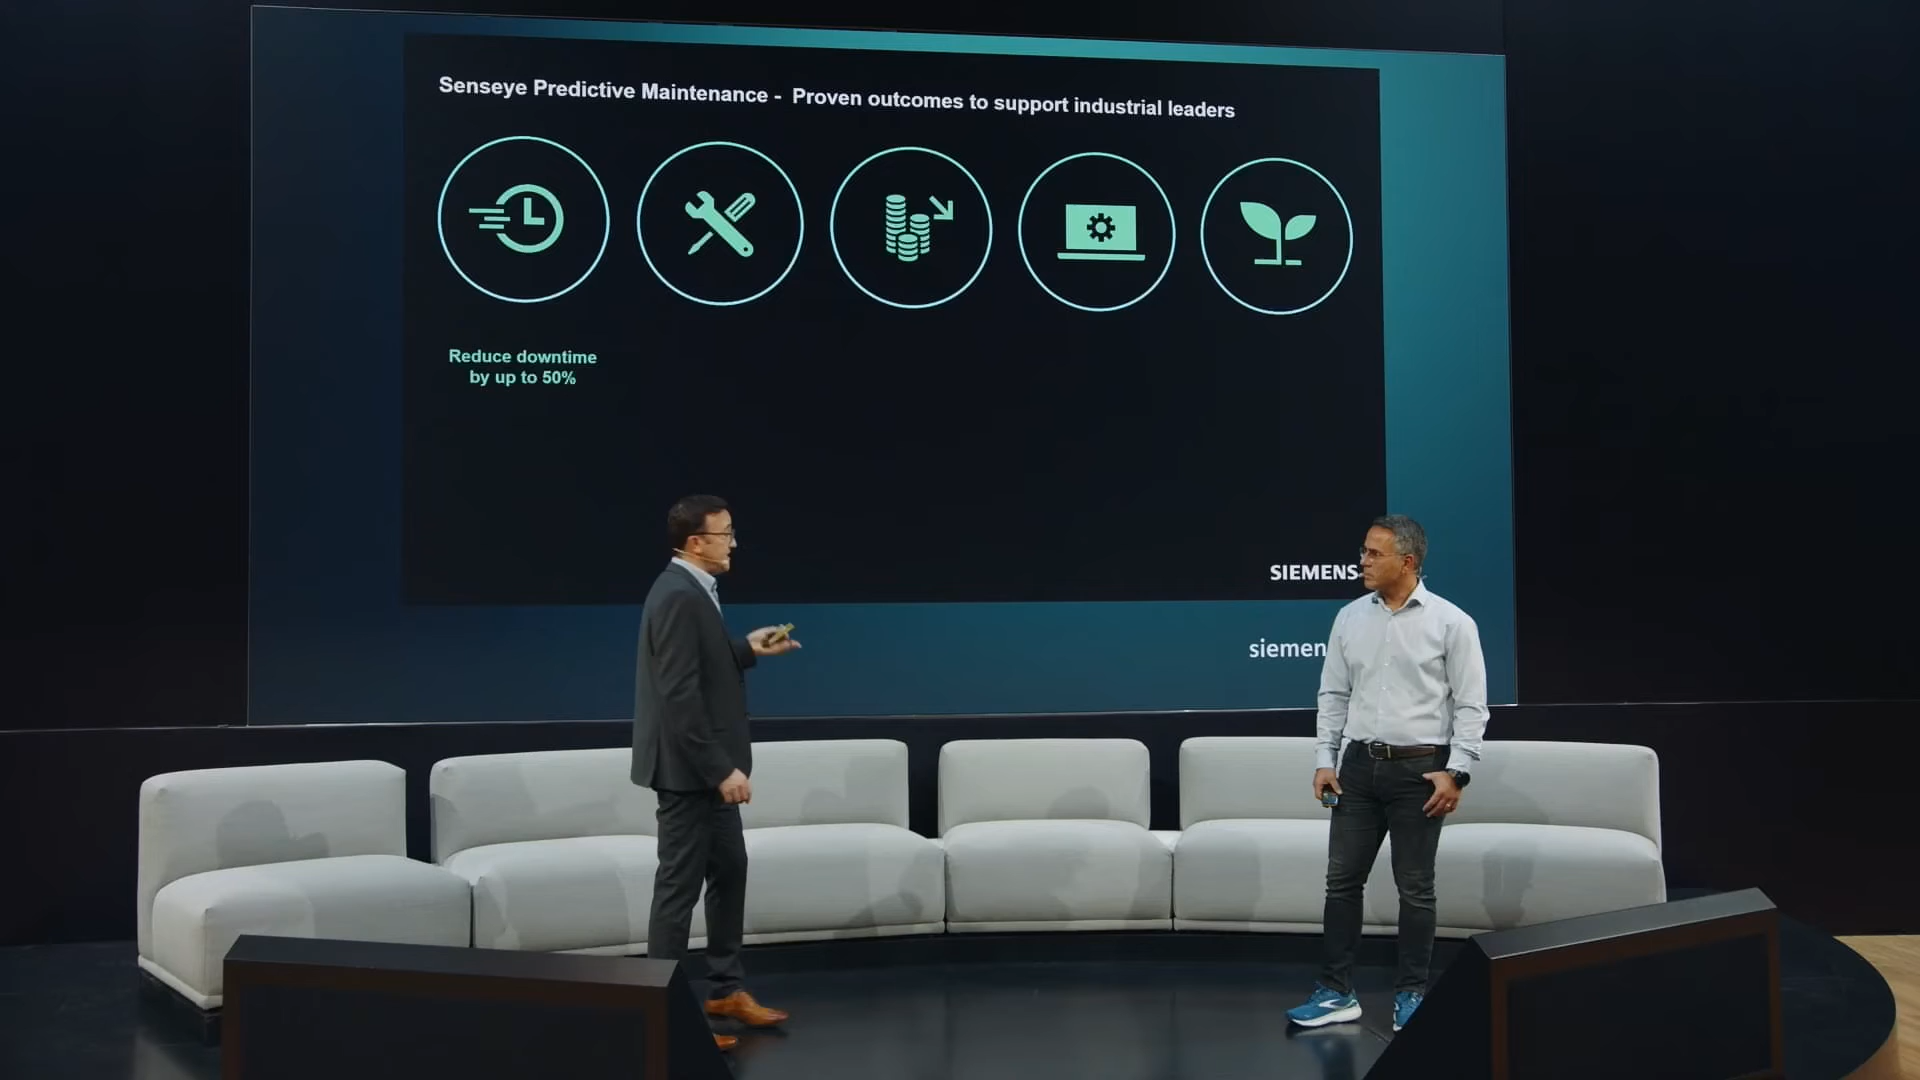 Senseye Predictive Maintenance - Proven outcomes to support industrial leaders
Reduce downtime
by up to 50%
SIEMENS
siemen